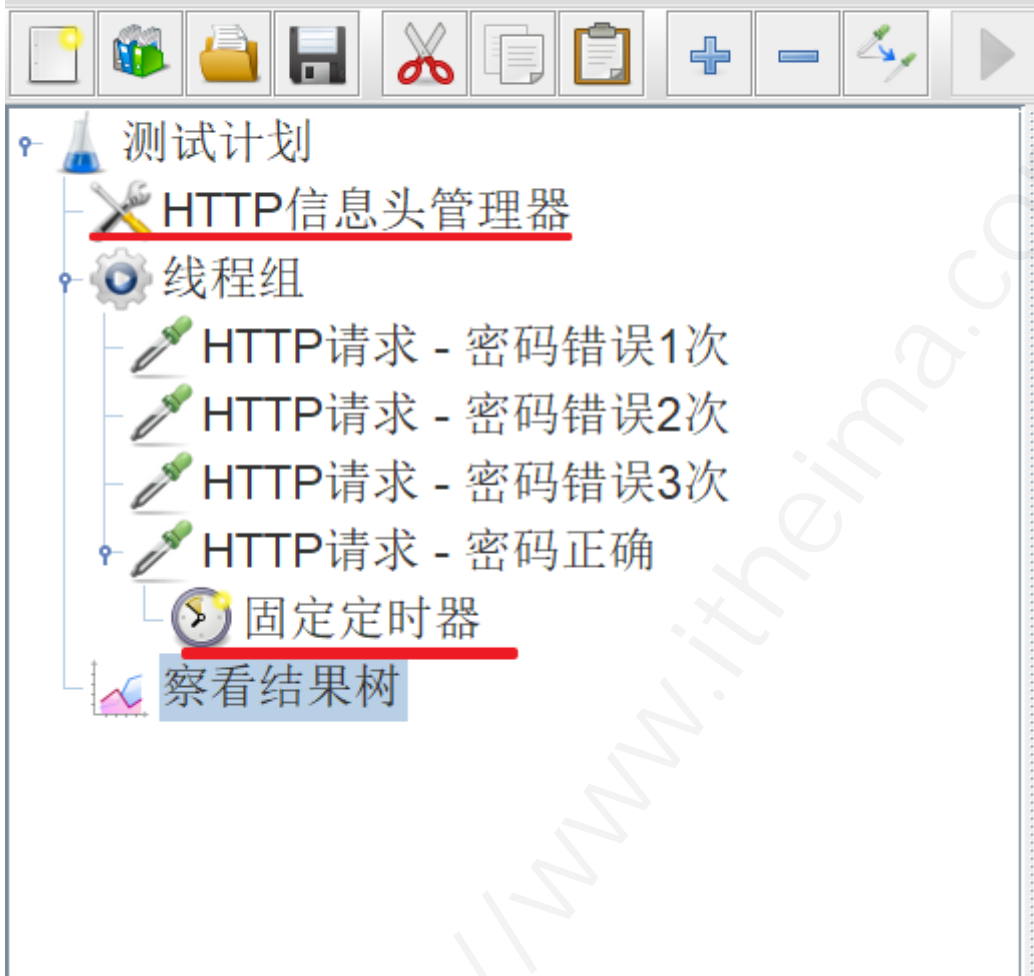 测试计划
HTTP信息头管理器
线程组
HTTP请求 - 密码错误1次
HTTP请求 - 密码错误2次
HTTP请求 - 密码错误3次
HTTP请求 - 密码正确
固定定时器
察看结果树
//www.itheima.co